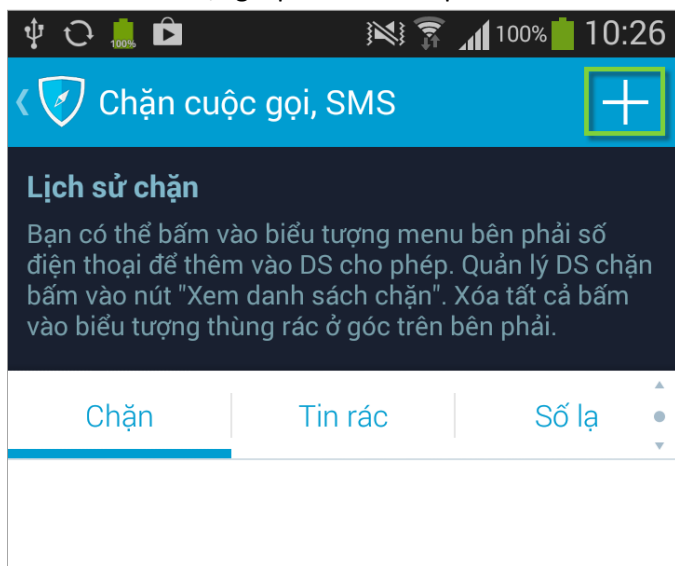 100% 100% 10:26
Chặn cuộc gọi, SMS
Lịch sử chặn
Bạn có thể bấm vào biểu tượng menu bên phải số
điện thoại để thêm vào DS cho phép. Quản lý DS chặn
bấm vào nút "Xem danh sách chặn". Xóa tất cả bấm
vào biểu tượng thùng rác ở góc trên bên phải.
Chặn Tin rác Số lạ